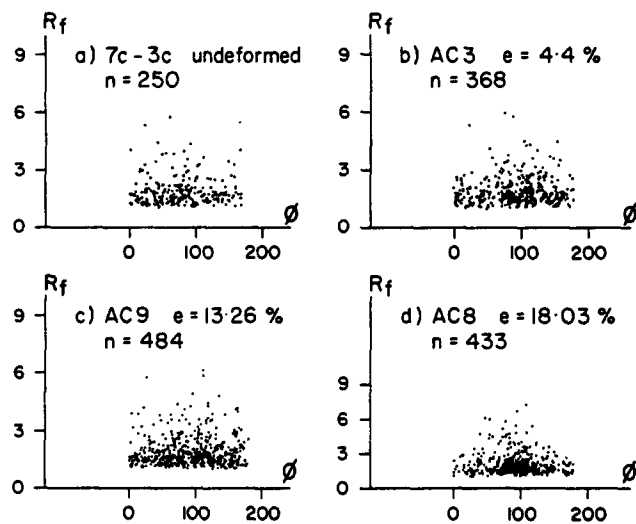 Rf
9
6
3
0
a) 7c-3c undeformed
n = 250
0 100 200
Ø
Rf
9
6
3
0
b) AC3 e = 4·4 %
n = 368
0 100 200
Ø
Rf
9
6
3
0
c) AC9 e = 13·26 %
n = 484
0 100 200
Ø
Rf
9
6
3
0
d) AC8 e = 18·03 %
n = 433
0 100 200
Ø